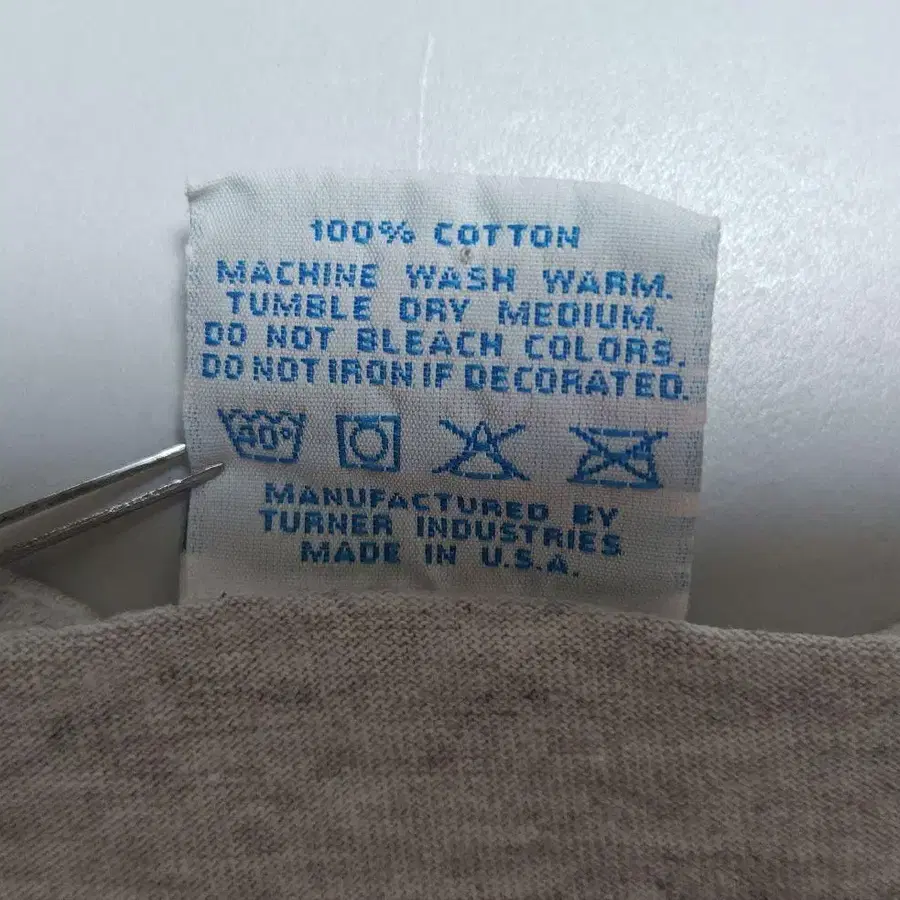 100% COTTON
MACHINE WASH WARM.
TUMBLE DRY MEDIUM.
DO NOT BLEACH COLORS.
DO NOT IRON IF DECORATED.
40°
MANUFACTURED BY
TURNER INDUSTRIES
MADE IN U.S.A.